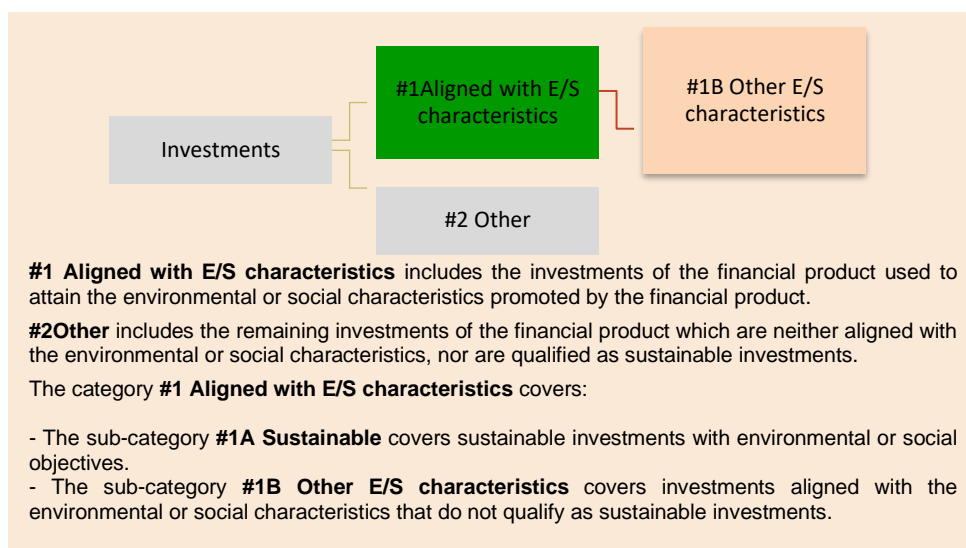 #1Aligned with E/S
characteristics
#1B Other E/S
characteristics
Investments
#2 Other
#1 Aligned with E/S characteristics includes the investments of the financial product used to
attain the environmental or social characteristics promoted by the financial product.
#2Other includes the remaining investments of the financial product which are neither aligned with
the environmental or social characteristics, nor are qualified as sustainable investments.
The category #1 Aligned with E/S characteristics covers:
- The sub-category #1A Sustainable covers sustainable investments with environmental or social
objectives.
- The sub-category #1B Other E/S characteristics covers investments aligned with the
environmental or social characteristics that do not qualify as sustainable investments.